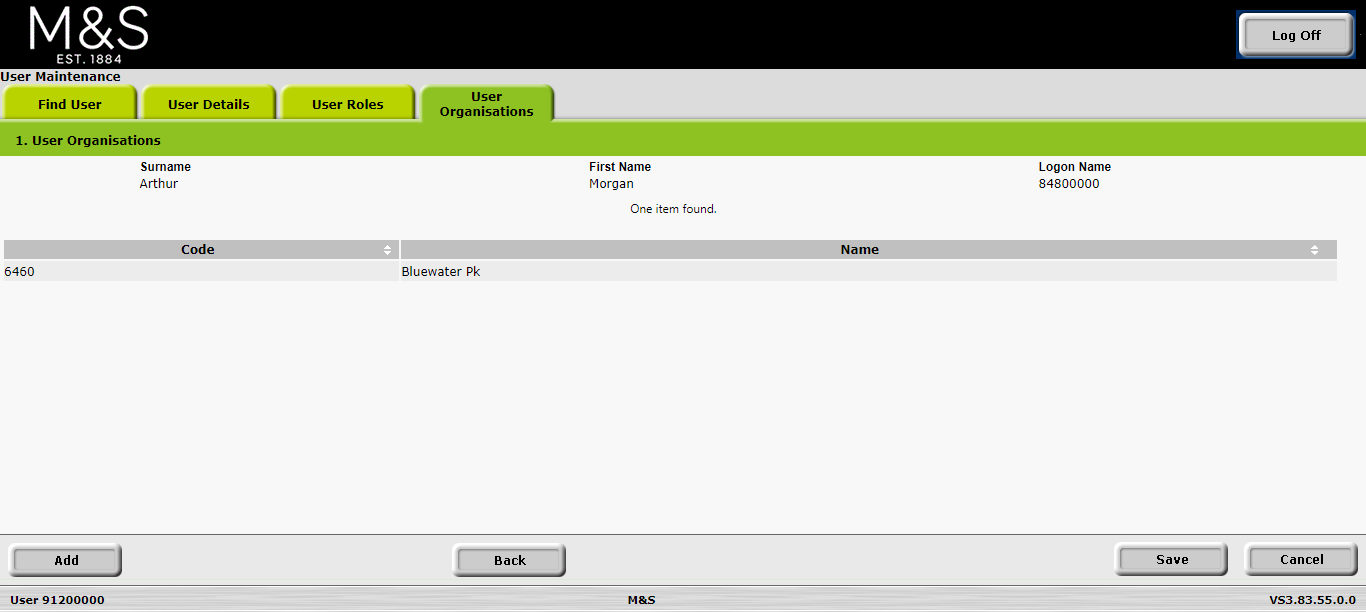 M&S
EST. 1884
Log Off
User Maintenance
Find User
User Details
User Roles
User
Organisations
1. User Organisations
Surname First Name Logon Name
Arthur Morgan 84800000
One item found.
Code Name
6460 Bluewater Pk
Add Back Save Cancel
User 91200000 M&S VS3.83.55.0.0